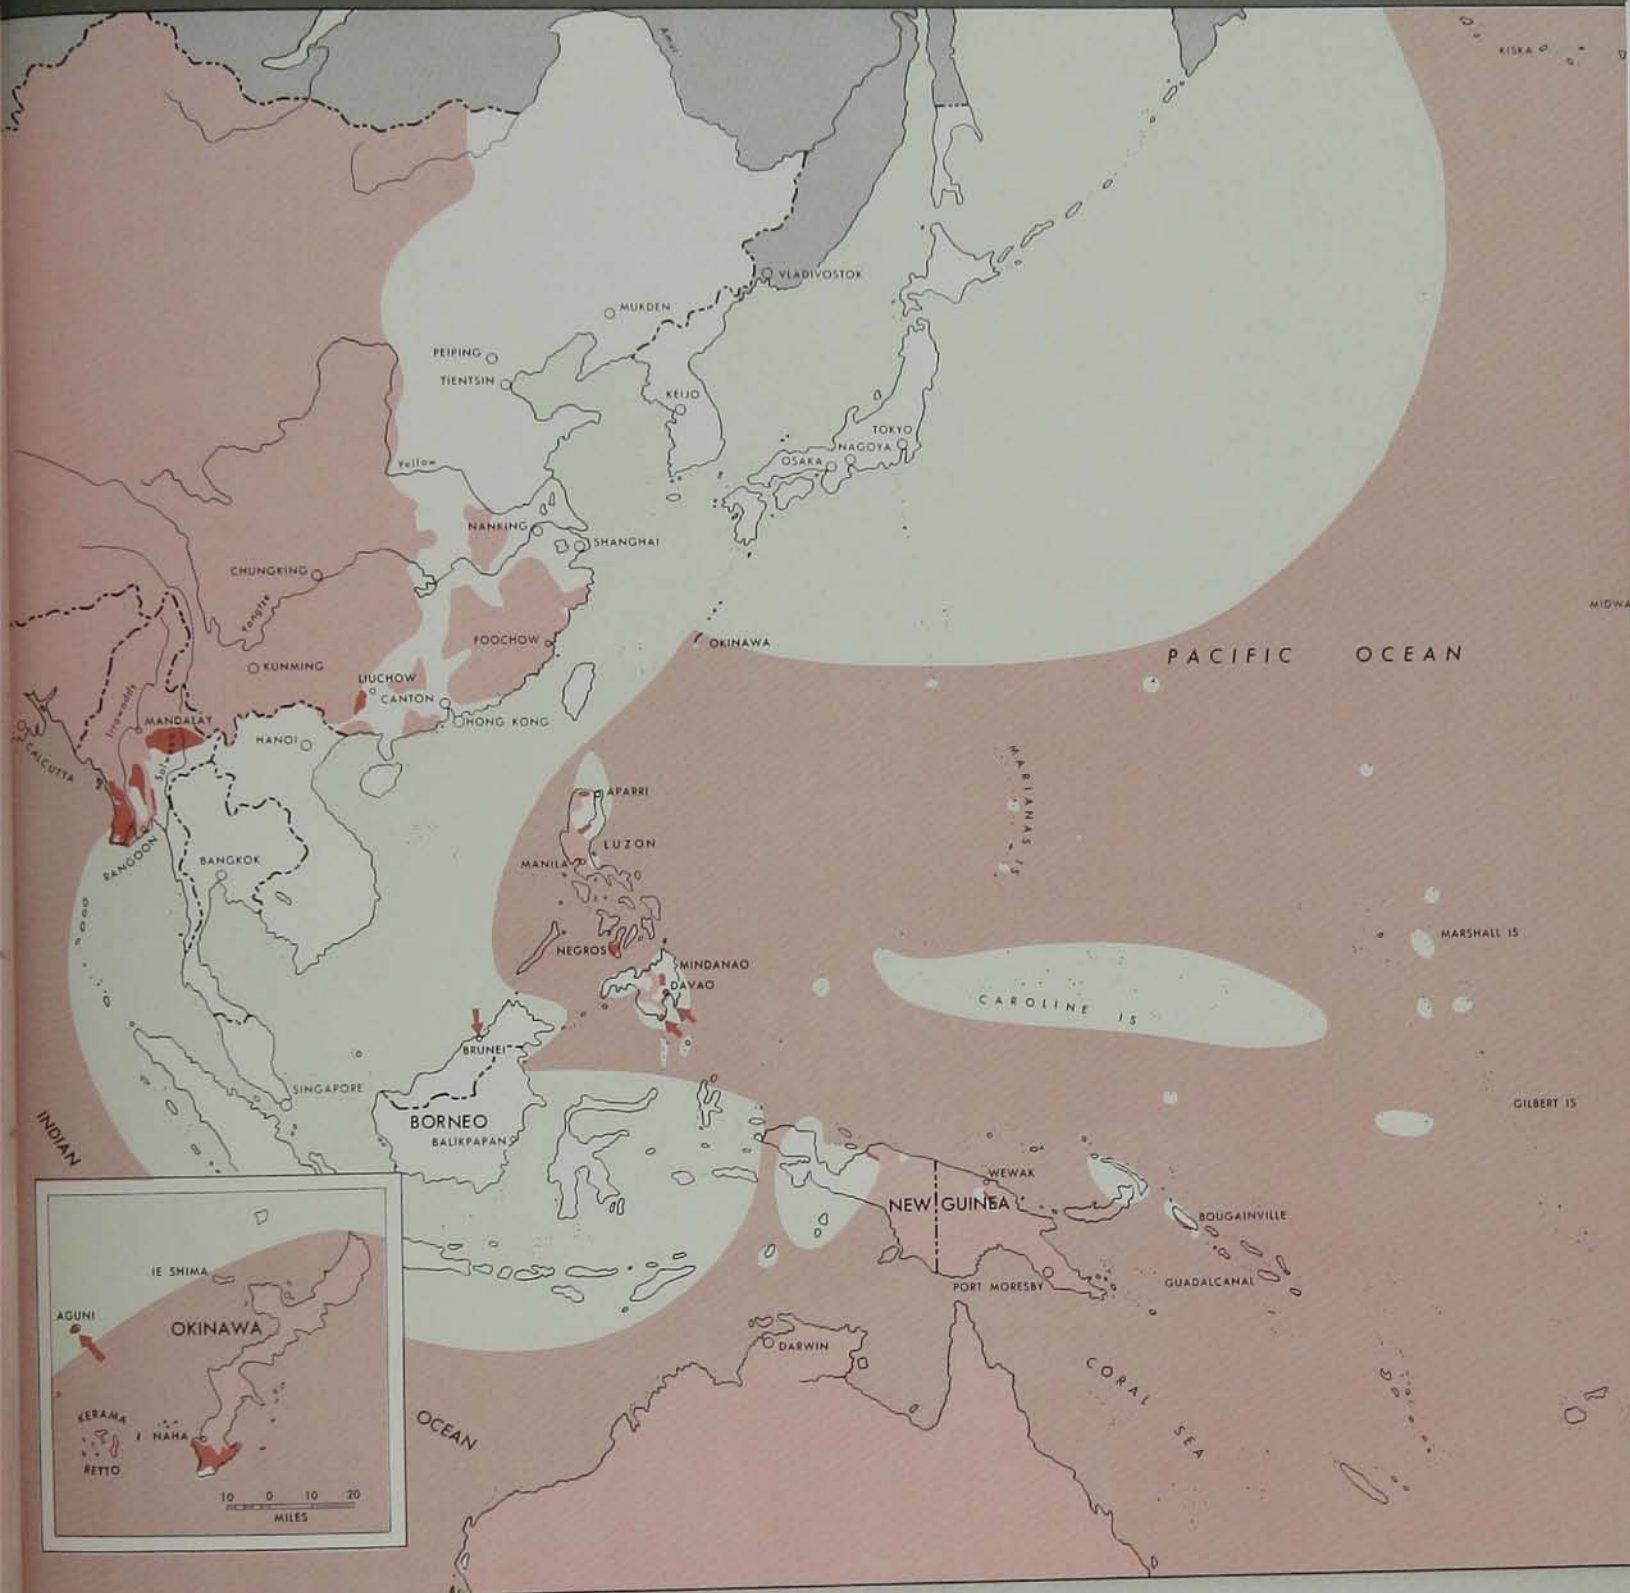 Amur
KISKA
VLADIVOSTOK
MUKDEN
PEIPING
TIENTSIN
KEIJO
TOKYO
NAGOYA
OSAKA
Yellow
NANKING
SHANGHAI
CHUNGKING
Yangtze
FOOCHOW
OKINAWA
MIDWA
PACIFIC OCEAN
KUNMING
LIUCHOW
CANTON
HONG KONG
Irrawaddy
MANDALAY
HANOI
CALCUTTA
MARIANAS IS
APARRI
LUZON
MANILA
RANGOON
BANGKOK
MARSHALL IS
NEGROS
MINDANAO
DAVAO
CAROLINE IS
BRUNEI
SINGAPORE
BORNEO
BALIKPAPAN
GILBERT IS
INDIAN
OCEAN
WEWAK
NEW GUINEA
BOUGAINVILLE
GUADALCANAL
PORT MORESBY
DARWIN
CORAL SEA
IE SHIMA
AGUNI
OKINAWA
KERAMA
RETTO
NAHA
10 0 10 20
MILES